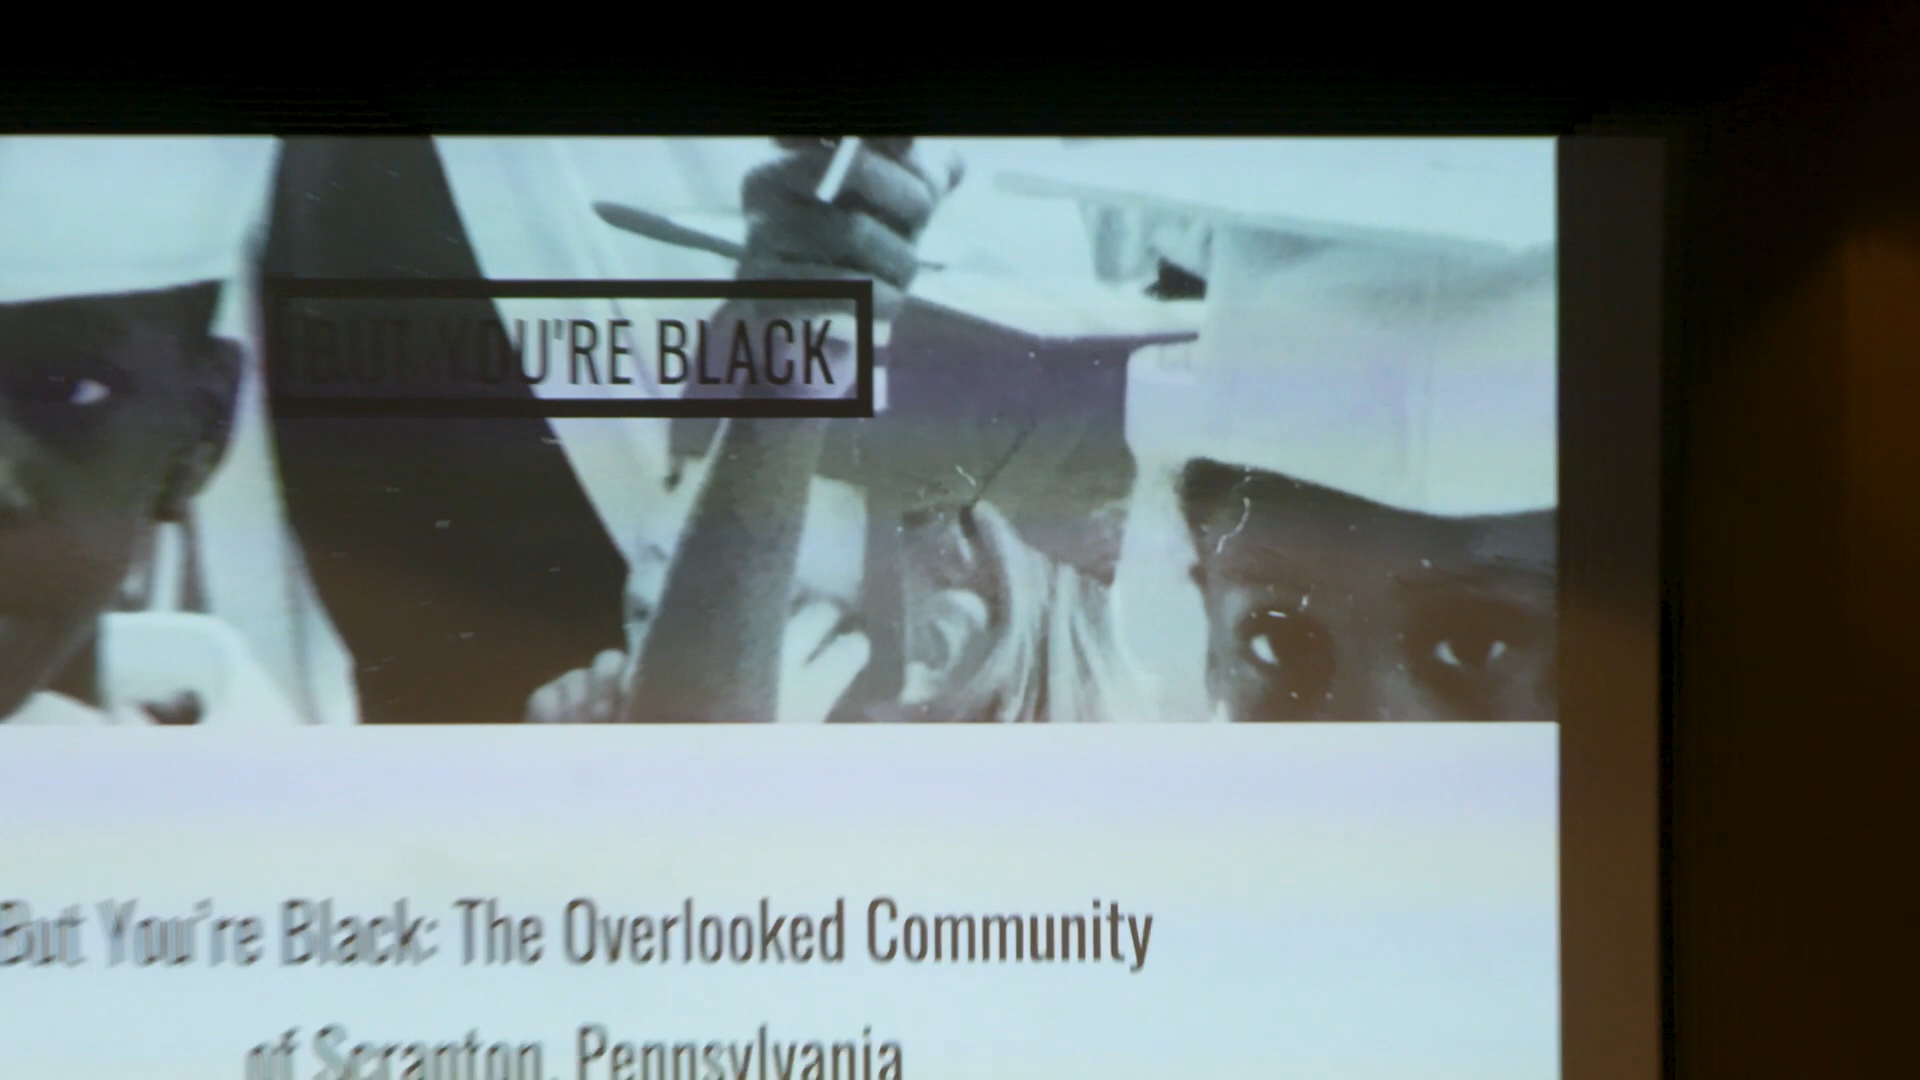 BUT YOU'RE BLACK
But You're Black: The Overlooked Community
of Scranton, Pennsylvania